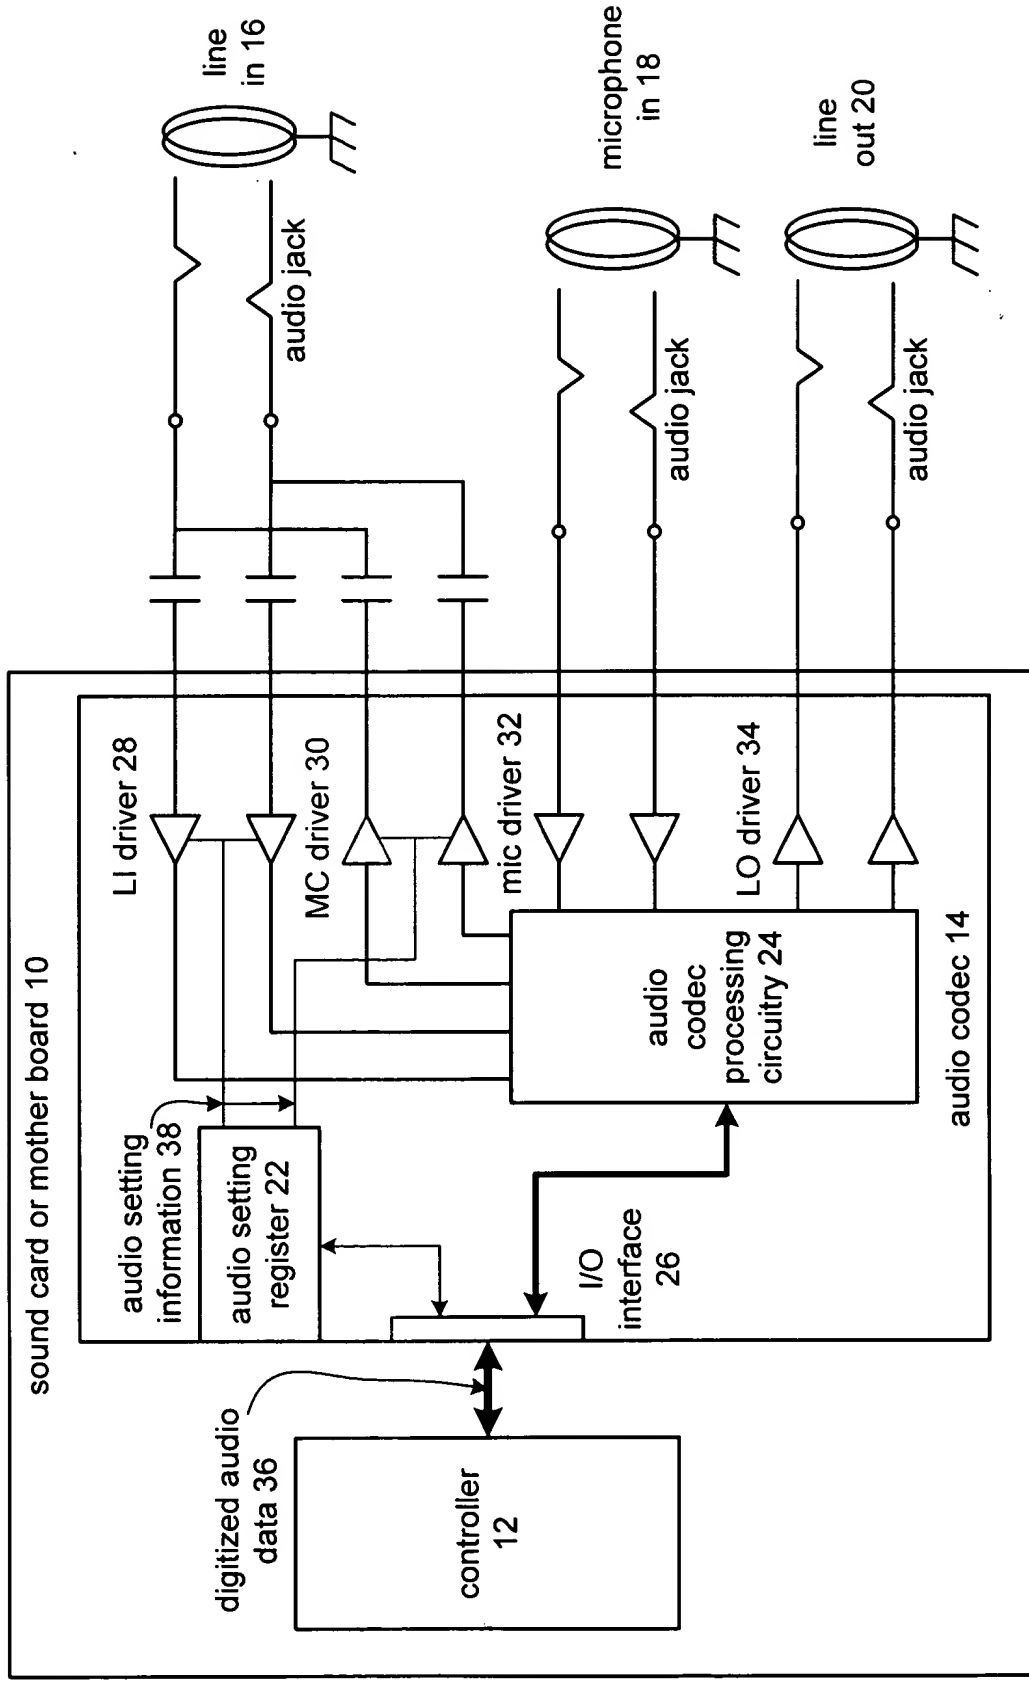 sound card or mother board 10
digitized audio
data 36
controller
12
audio setting
information 38
audio setting
register 22
I/O
interface
26
LI driver 28
MC driver 30
mic driver 32
LO driver 34
audio
codec
processing
circuitry 24
audio codec 14
line
in 16
audio jack
microphone
in 18
audio jack
line
out 20
audio jack